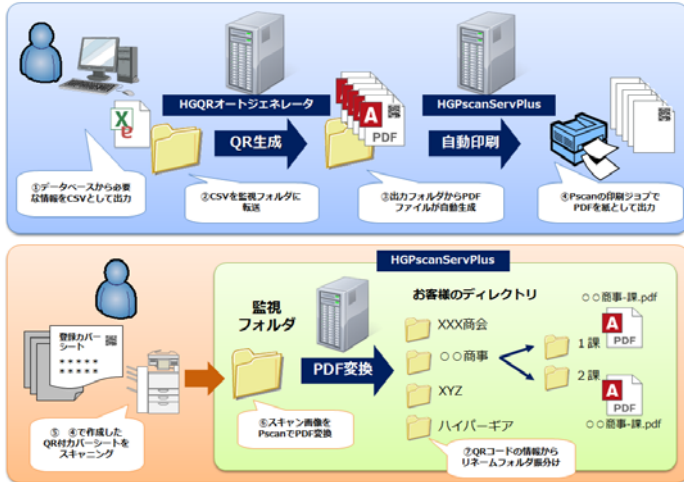 HGQRオートジェネレータ
HGPscanServPlus
QR生成
PDF
自動印刷
①データベースから必要
な情報をCSVとして出力
②CSVを監視フォルダに
転送
③出力フォルダからPDF
ファイルが自動生成
④Pscanの印刷ジョブで
PDFを紙として出力
HGPscanServPlus
監視
フォルダ
お客様のディレクトリ
○○商事-課.pdf
登録カバー
シート
*****
*****
XXX商会
○○商事
XYZ
ハイパーギア
PDF変換
1課
2課
PDF
PDF
○○商事-課.pdf
⑤ ④で作成した
QR付カバーシートを
スキャニング
⑥スキャン画像を
PscanでPDF変換
⑦QRコードの情報から
リネームフォルダ振分け